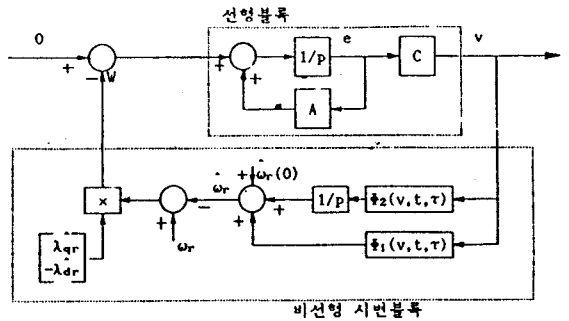 선형블록
0
+
-
W
+
+
1/p
e
C
v
A
비선형 시변블록
×
ω̂r
+
ωr
-
+
ω̂r(0)
+
+
1/p
Φ2(v,t,τ)
Φ1(v,t,τ)
λ̂qr
-λ̂dr